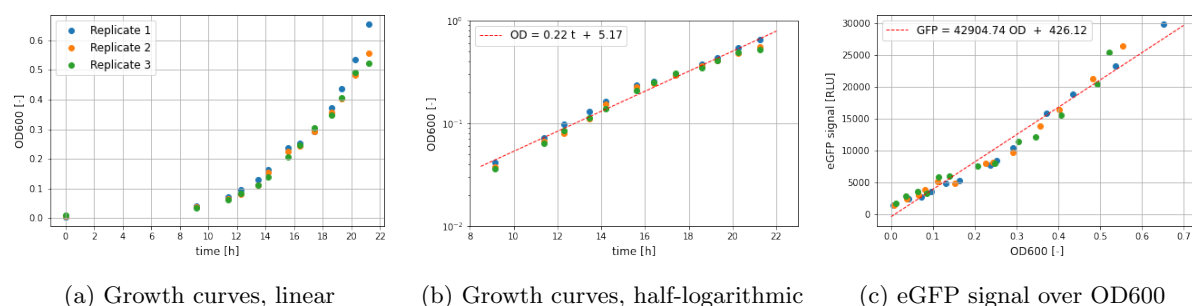 Replicate 1
Replicate 2
Replicate 3
OD600 [-]
0.6
0.5
0.4
0.3
0.2
0.1
0.0
0 2 4 6 8 10 12 14 16 18 20 22
time [h]
(a) Growth curves, linear
OD = 0.22 t + 5.17
OD600 [-]
10⁰
10⁻¹
10⁻²
8 10 12 14 16 18 20 22
time [h]
(b) Growth curves, half-logarithmic
GFP = 42904.74 OD + 426.12
eGFP signal [RLU]
30000
25000
20000
15000
10000
5000
0
0.0 0.1 0.2 0.3 0.4 0.5 0.6 0.7
OD600 [-]
(c) eGFP signal over OD600